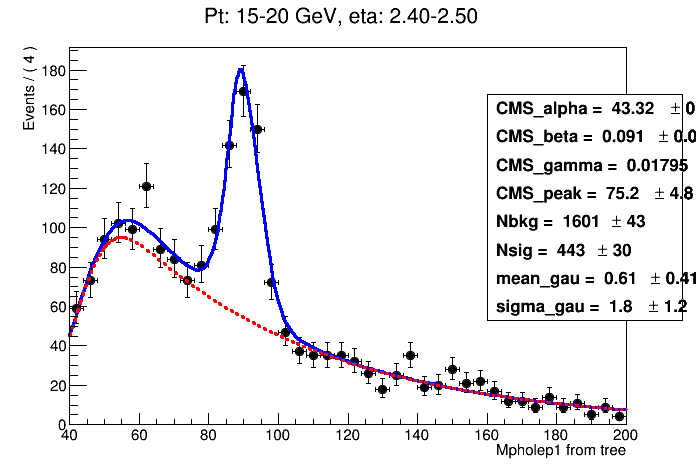 Pt: 15-20 GeV, eta: 2.40-2.50
Events / ( 4 )
180
160
140
120
100
80
60
40
20
0
CMS_alpha = 43.32 ± 0
CMS_beta = 0.091 ± 0.0
CMS_gamma = 0.01795
CMS_peak = 75.2 ± 4.8
Nbkg = 1601 ± 43
Nsig = 443 ± 30
mean_gau = 0.61 ± 0.41
sigma_gau = 1.8 ± 1.2
40 60 80 100 120 140 160 180 200
Mpholep1 from tree